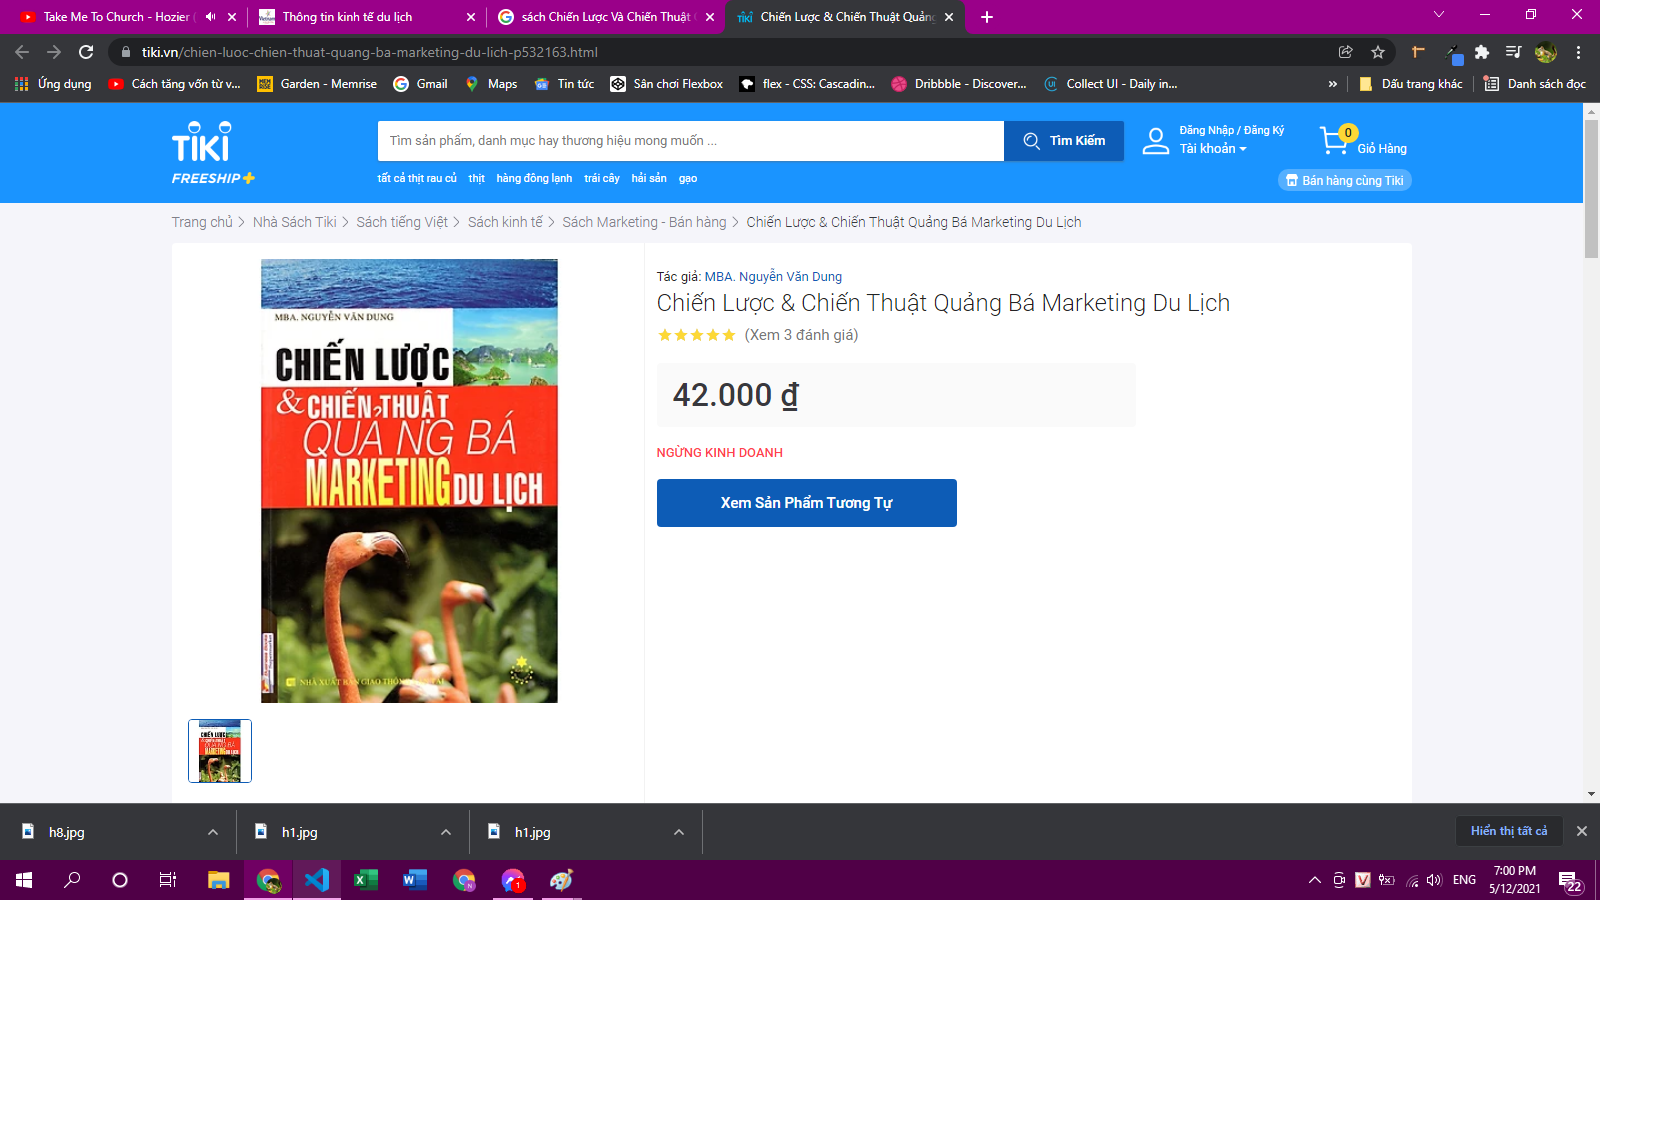 Take Me To Church - Hozier (
Thông tin kinh tế du lịch
sách Chiến Lược Và Chiến Thuật
Chiến Lược & Chiến Thuật Quảng
tiki.vn/chien-luoc-chien-thuat-quang-ba-marketing-du-lich-p532163.html
Ứng dụng
Cách tăng vốn từ v...
Garden - Memrise
Gmail
Maps
Tin tức
Sân chơi Flexbox
flex - CSS: Cascadin...
Dribbble - Discover...
Collect UI - Daily in...
»
Dấu trang khác
Danh sách đọc
TIKI
FREESHIP+
Tìm sản phẩm, danh mục hay thương hiệu mong muốn ...
Tìm Kiếm
Đăng Nhập / Đăng Ký
Tài khoản
0
Giỏ Hàng
tất cả thịt rau củ thịt hàng đông lạnh trái cây hải sản gạo
Bán hàng cùng Tiki
Trang chủ > Nhà Sách Tiki > Sách tiếng Việt > Sách kinh tế > Sách Marketing - Bán hàng > Chiến Lược & Chiến Thuật Quảng Bá Marketing Du Lịch
MBA. NGUYỄN VĂN DUNG
CHIẾN LƯỢC
& CHIẾN THUẬT
QUẢNG BÁ
MARKETING DU LỊCH
NHÀ XUẤT BẢN GIAO THÔNG VẬN TẢI
Tác giả: MBA. Nguyễn Văn Dung
Chiến Lược & Chiến Thuật Quảng Bá Marketing Du Lịch
(Xem 3 đánh giá)
42.000 ₫
NGỪNG KINH DOANH
Xem Sản Phẩm Tương Tự
CHIẾN LƯỢC
QUẢNG BÁ
MARKETING DU LỊCH
h8.jpg
h1.jpg
h1.jpg
Hiển thị tất cả
1
ENG
7:00 PM
5/12/2021
22